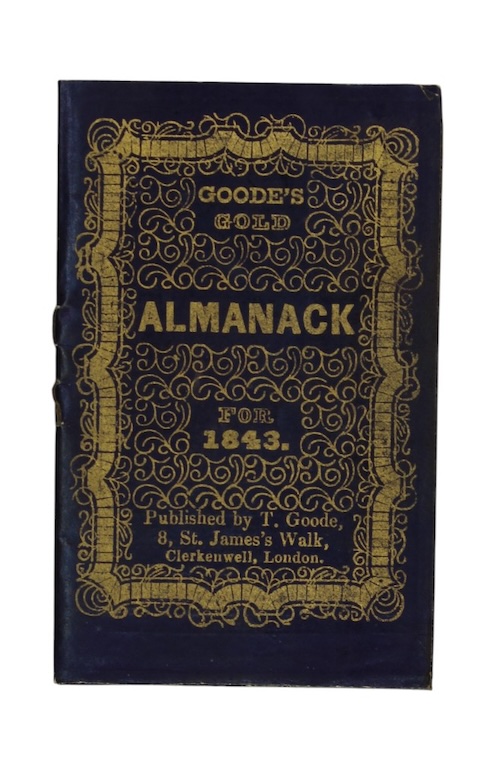 GOODE'S
GOLD
ALMANACK
FOR
1843.
Published by T. Goode,
8, St. James's Walk,
Clerkenwell, London.